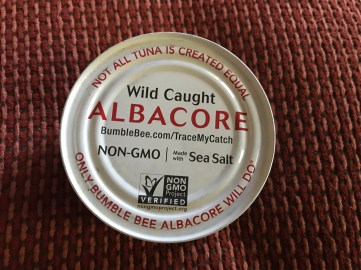 NOT ALL TUNA IS CREATED EQUAL
Wild Caught
ALBACORE
BumbleBee.com/TraceMyCatch
NON-GMO | Made with Sea Salt
NON
GMO
Project
VERIFIED
nongmoproject.org
ONLY BUMBLE BEE ALBACORE WILL DO